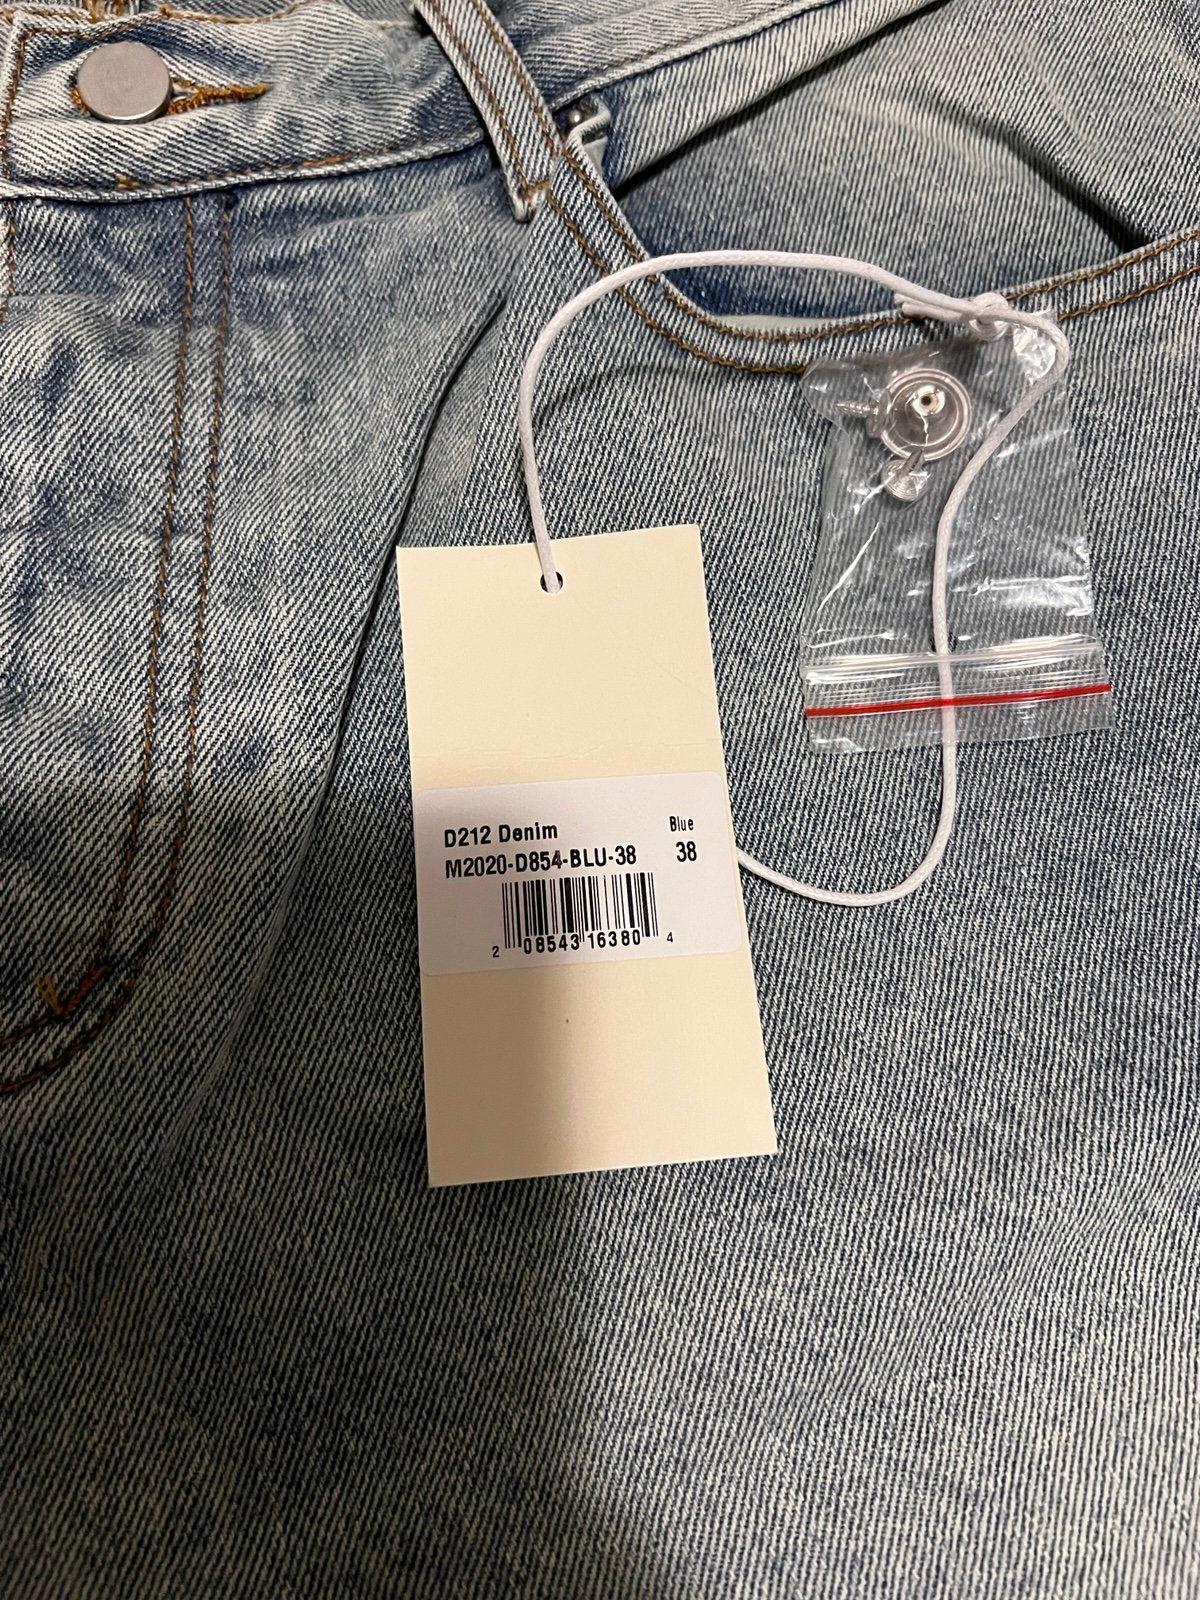 D212 Denim Blue
M2020-D854-BLU-38 38
2 08543 16380 4